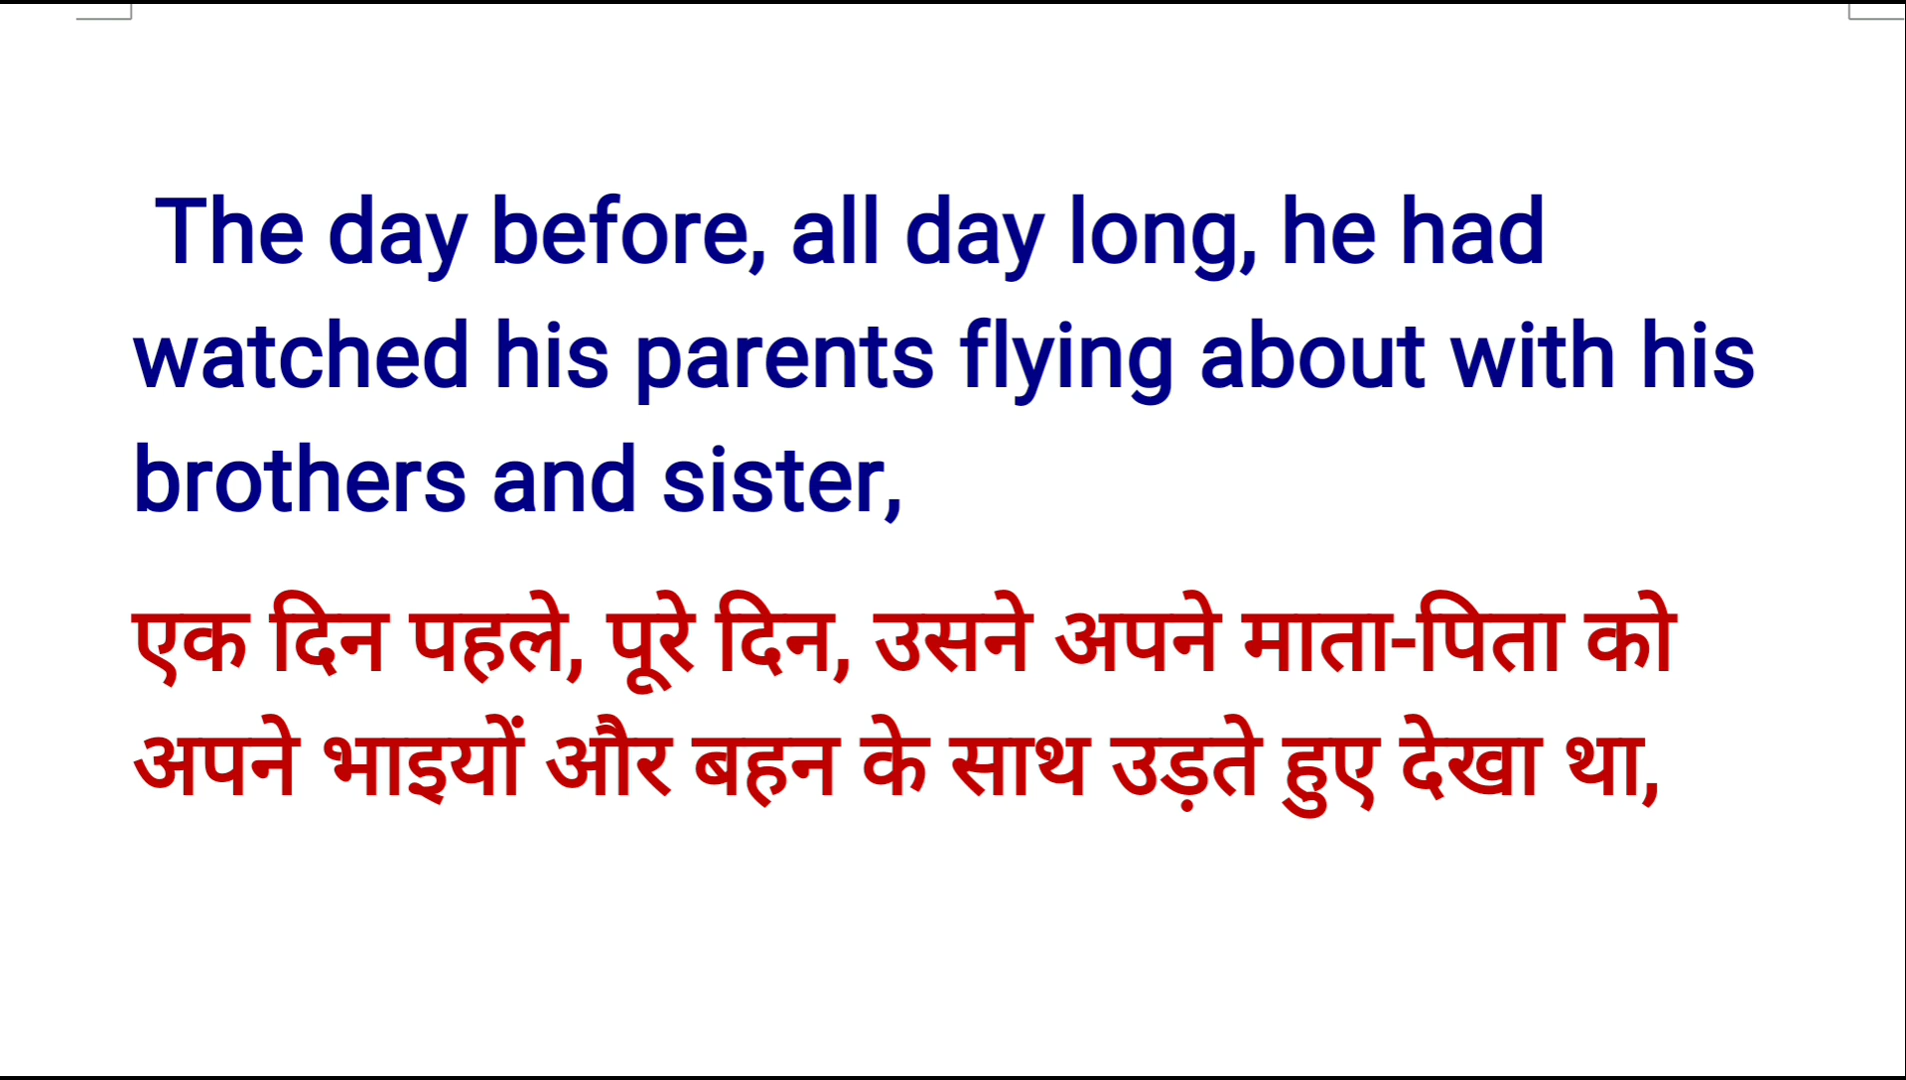 The day before, all day long, he had
watched his parents flying about with his
brothers and sister,
एक दिन पहले, पूरे दिन, उसने अपने माता-पिता को
अपने भाइयों और बहन के साथ उड़ते हुए देखा था,